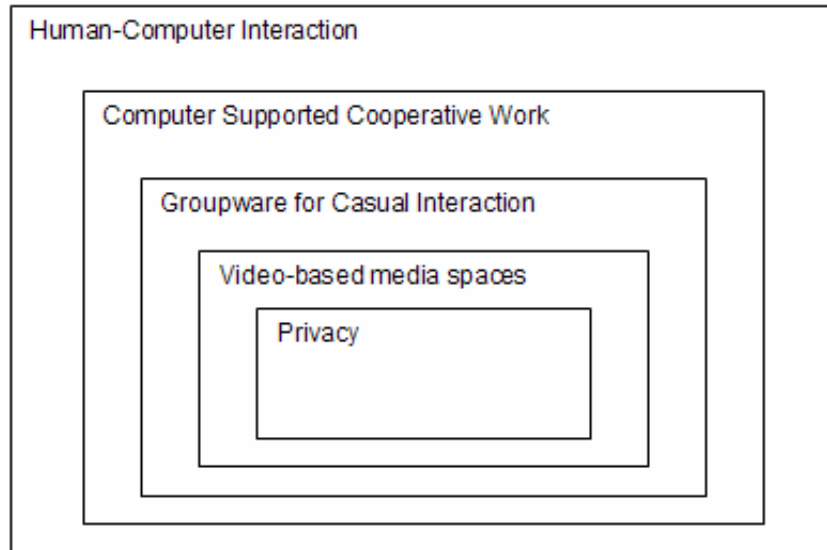 Human-Computer Interaction
Computer Supported Cooperative Work
Groupware for Casual Interaction
Video-based media spaces
Privacy